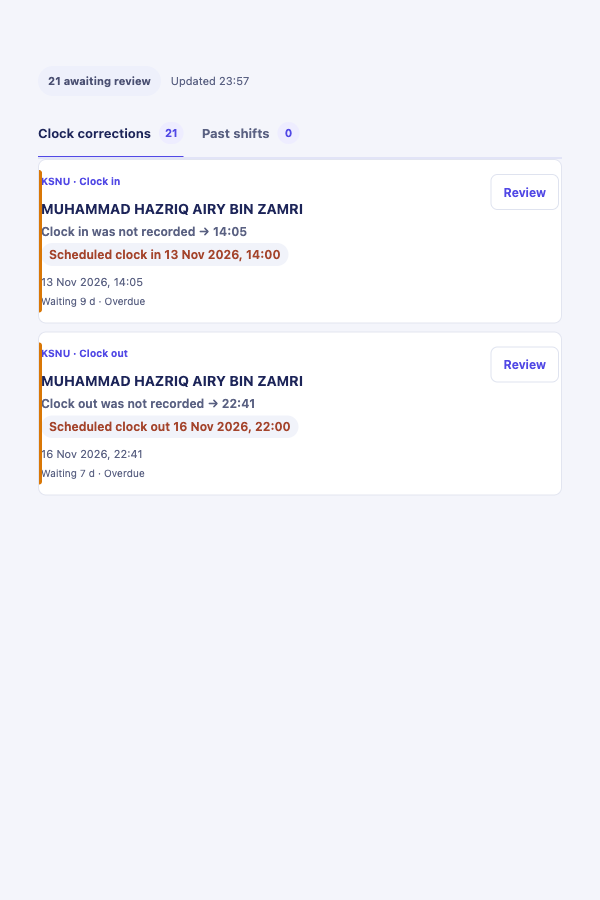 21 awaiting review Updated 23:57
Clock corrections 21 Past shifts 0
KSNU · Clock in
Review
MUHAMMAD HAZRIQ AIRY BIN ZAMRI
Clock in was not recorded → 14:05
Scheduled clock in 13 Nov 2026, 14:00
13 Nov 2026, 14:05
Waiting 9 d · Overdue
KSNU · Clock out
Review
MUHAMMAD HAZRIQ AIRY BIN ZAMRI
Clock out was not recorded → 22:41
Scheduled clock out 16 Nov 2026, 22:00
16 Nov 2026, 22:41
Waiting 7 d · Overdue